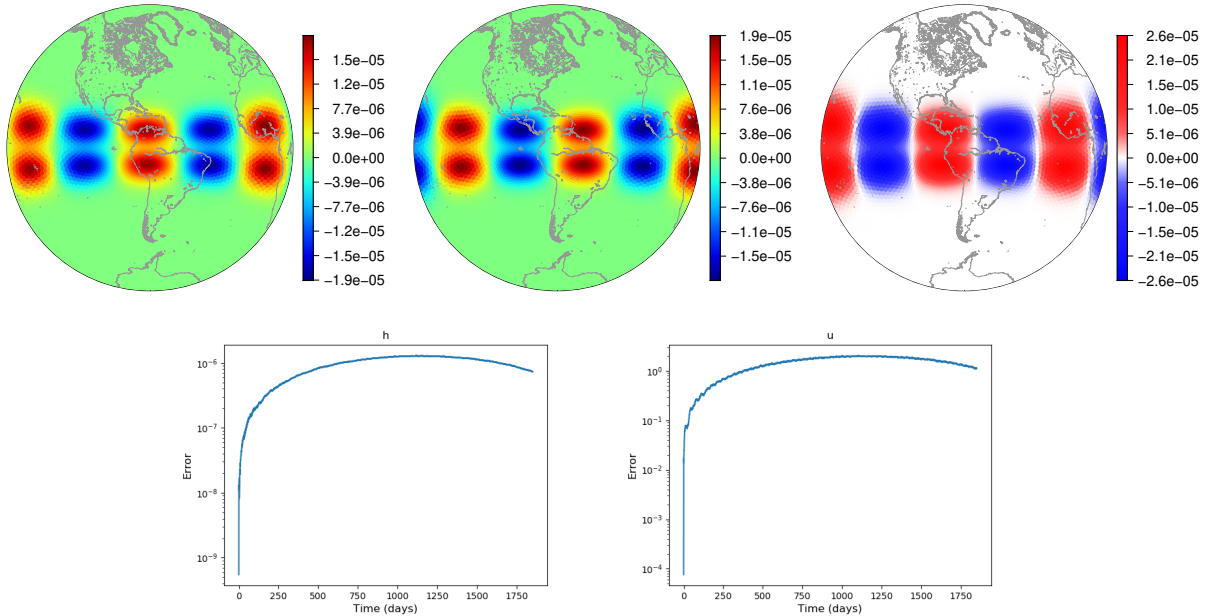 1.5e−05
1.2e−05
7.7e−06
3.9e−06
0.0e+00
−3.9e−06
−7.7e−06
−1.2e−05
−1.5e−05
−1.9e−05
1.9e−05
1.5e−05
1.1e−05
7.6e−06
3.8e−06
0.0e+00
−3.8e−06
−7.6e−06
−1.1e−05
−1.5e−05
2.6e−05
2.1e−05
1.5e−05
1.0e−05
5.1e−06
0.0e+00
−5.1e−06
−1.0e−05
−1.5e−05
−2.1e−05
−2.6e−05
h
Error
10⁻⁶
10⁻⁷
10⁻⁸
10⁻⁹
0 250 500 750 1000 1250 1500 1750
Time (days)
u
Error
10⁰
10⁻¹
10⁻²
10⁻³
10⁻⁴
0 250 500 750 1000 1250 1500 1750
Time (days)